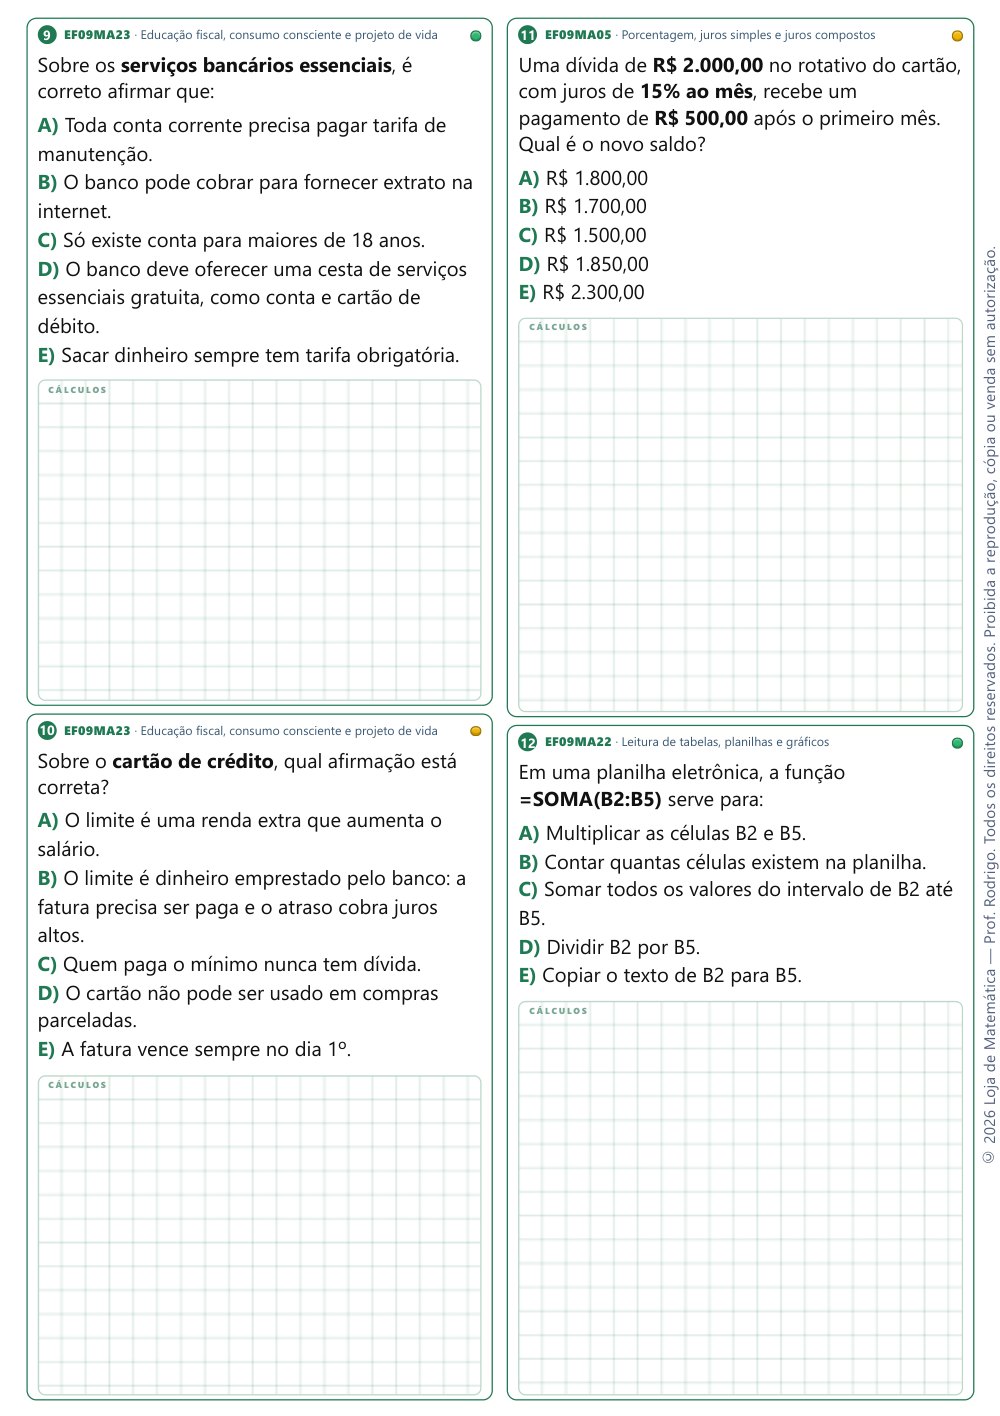 9 EF09MA23 · Educação fiscal, consumo consciente e projeto de vida
Sobre os serviços bancários essenciais, é
correto afirmar que:
A) Toda conta corrente precisa pagar tarifa de
manutenção.
B) O banco pode cobrar para fornecer extrato na
internet.
C) Só existe conta para maiores de 18 anos.
D) O banco deve oferecer uma cesta de serviços
essenciais gratuita, como conta e cartão de
débito.
E) Sacar dinheiro sempre tem tarifa obrigatória.
CÁLCULOS
10 EF09MA23 · Educação fiscal, consumo consciente e projeto de vida
Sobre o cartão de crédito, qual afirmação está
correta?
A) O limite é uma renda extra que aumenta o
salário.
B) O limite é dinheiro emprestado pelo banco: a
fatura precisa ser paga e o atraso cobra juros
altos.
C) Quem paga o mínimo nunca tem dívida.
D) O cartão não pode ser usado em compras
parceladas.
E) A fatura vence sempre no dia 1º.
CÁLCULOS
11 EF09MA05 · Porcentagem, juros simples e juros compostos
Uma dívida de R$ 2.000,00 no rotativo do cartão,
com juros de 15% ao mês, recebe um
pagamento de R$ 500,00 após o primeiro mês.
Qual é o novo saldo?
A) R$ 1.800,00
B) R$ 1.700,00
C) R$ 1.500,00
D) R$ 1.850,00
E) R$ 2.300,00
CÁLCULOS
12 EF09MA22 · Leitura de tabelas, planilhas e gráficos
Em uma planilha eletrônica, a função
=SOMA(B2:B5) serve para:
A) Multiplicar as células B2 e B5.
B) Contar quantas células existem na planilha.
C) Somar todos os valores do intervalo de B2 até
B5.
D) Dividir B2 por B5.
E) Copiar o texto de B2 para B5.
CÁLCULOS
© 2026 Loja de Matemática — Prof. Rodrigo. Todos os direitos reservados. Proibida a reprodução, cópia ou venda sem autorização.